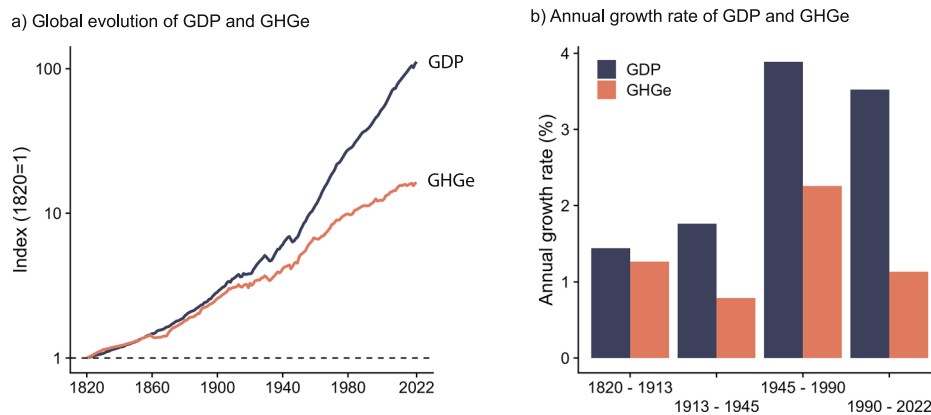 a) Global evolution of GDP and GHGe
Index (1820=1)
100
10
1
GDP
GHGe
1820 1860 1900 1940 1980 2022
b) Annual growth rate of GDP and GHGe
Annual growth rate (%)
4
3
2
1
0
GDP
GHGe
1820 - 1913 1945 - 1990
1913 - 1945 1990 - 2022